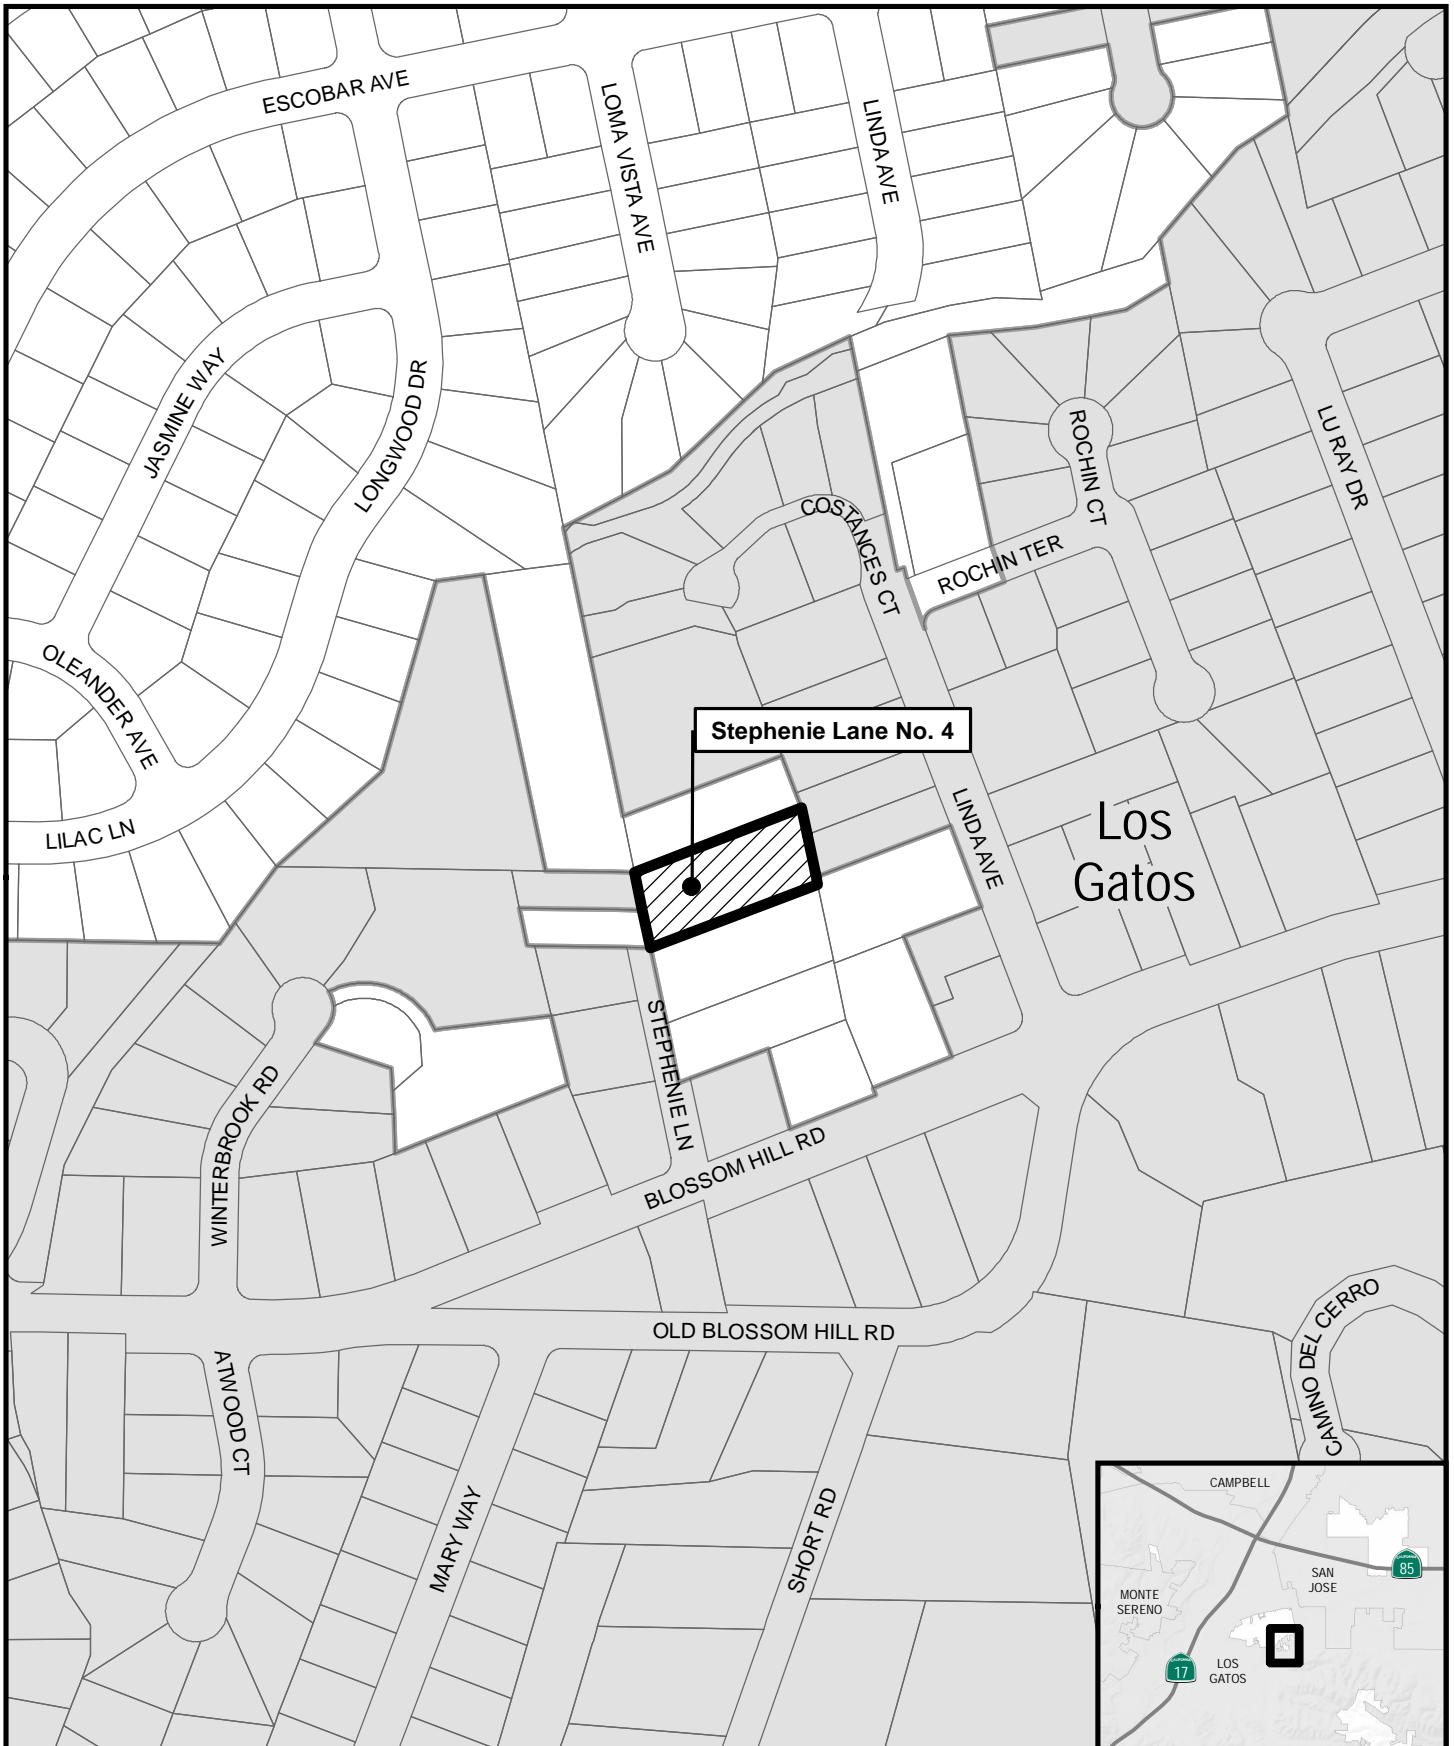 ESCOBAR AVE
LOMA VISTA AVE
LINDA AVE
JASMINE WAY
LONGWOOD DR
ROCHIN CT
LU RAY DR
COSTANCES CT
ROCHIN TER
OLEANDER AVE
Stephenie Lane No. 4
LILAC LN
LINDA AVE
Los
Gatos
STEPHENIE LN
WINTERBROOK RD
BLOSSOM HILL RD
OLD BLOSSOM HILL RD
CAMINO DEL CERRO
ATWOOD CT
MARY WAY
SHORT RD
CAMPBELL
CALIFORNIA
85
SAN
JOSE
MONTE
SERENO
CALIFORNIA
17
LOS
GATOS